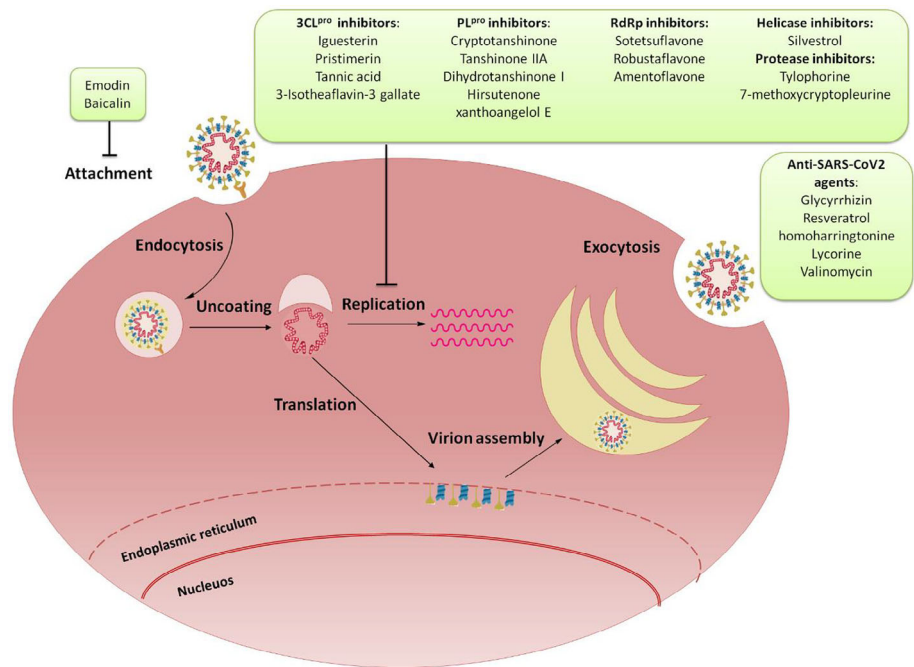 3CLpro inhibitors:
Iguesterin
Pristimerin
Tannic acid
3-Isotheaflavin-3 gallate
PLpro inhibitors:
Cryptotanshinone
Tanshinone IIA
Dihydrotanshinone I
Hirsutenone
xanthoangelol E
RdRp inhibitors:
Sotetsuflavone
Robustaflavone
Amentoflavone
Helicase inhibitors:
Silvestrol
Protease inhibitors:
Tylophorine
7-methoxycryptopleurine
Emodin
Baicalin
Attachment
Anti-SARS-CoV2
agents:
Glycyrrhizin
Resveratrol
homoharringtonine
Lycorine
Valinomycin
Endocytosis
Exocytosis
Uncoating
Replication
Translation
Virion assembly
Endoplasmic reticulum
Nucleuos